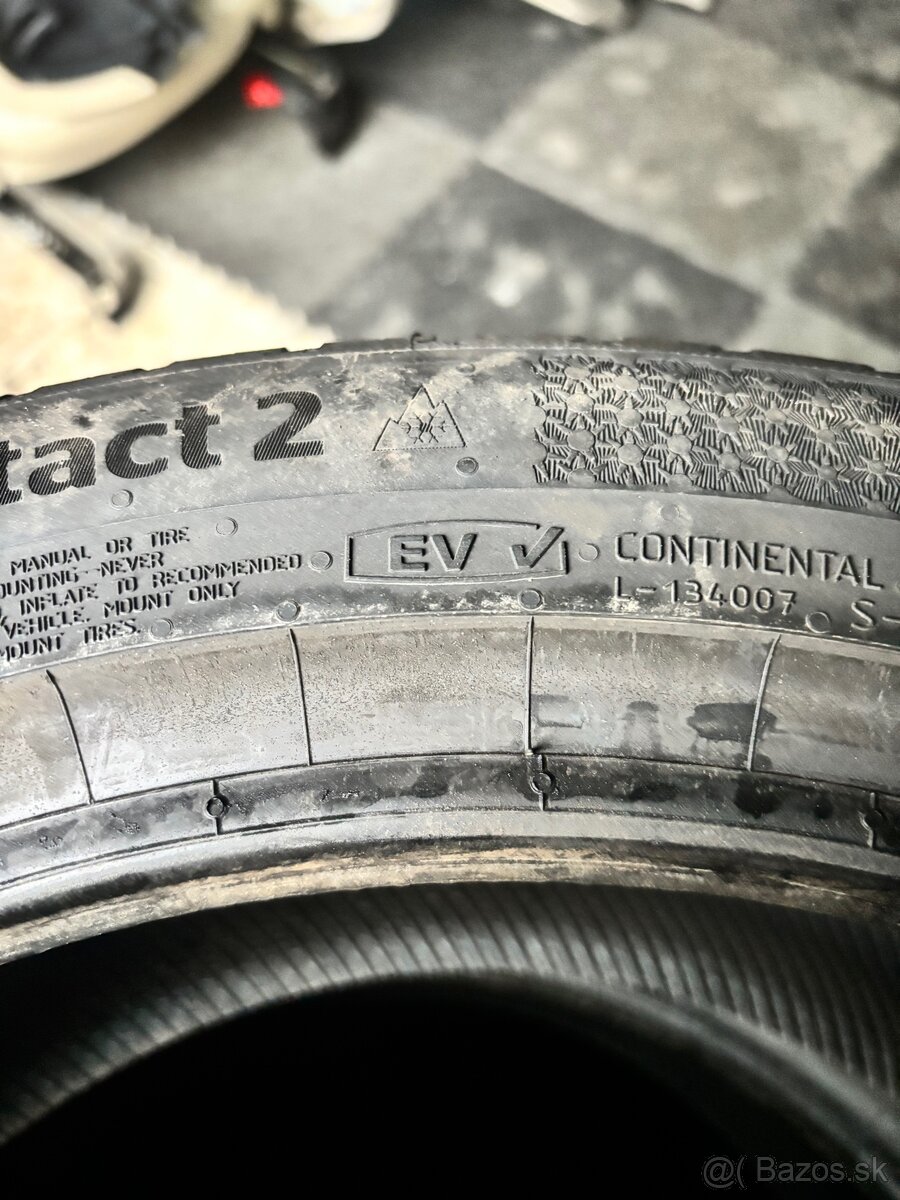 tact 2
MANUAL OR TIRE
OUNTING-NEVER
INFLATE TO RECOMMENDED
VEHICLE. MOUNT ONLY
MOUNT TIRES.
EV ✓
CONTINENTAL
L-134007
S-
@( Bazos.sk